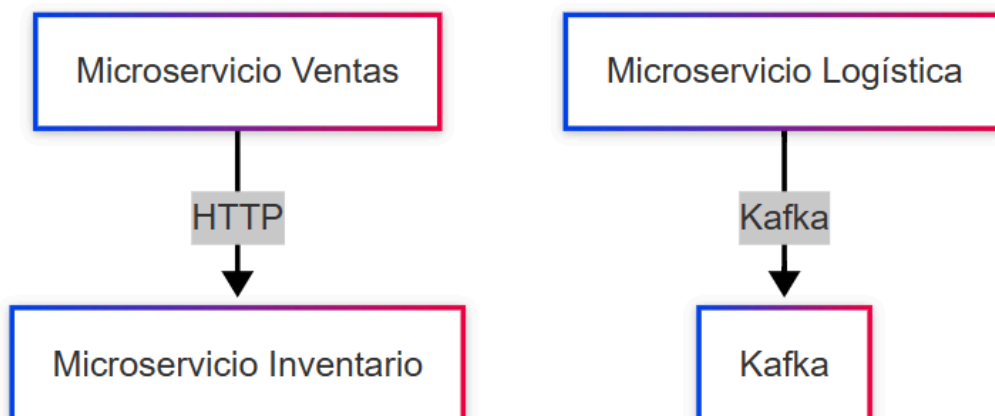 Microservicio Ventas
Microservicio Logística
HTTP
Kafka
Microservicio Inventario
Kafka